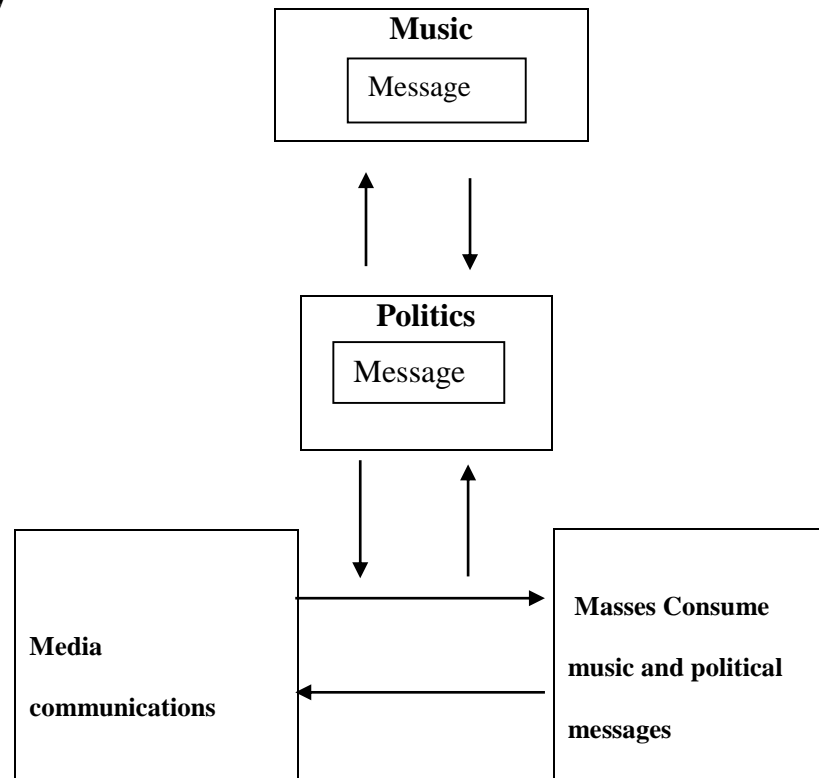 Music
Message
Politics
Message
Media
communications
Masses Consume
music and political
messages